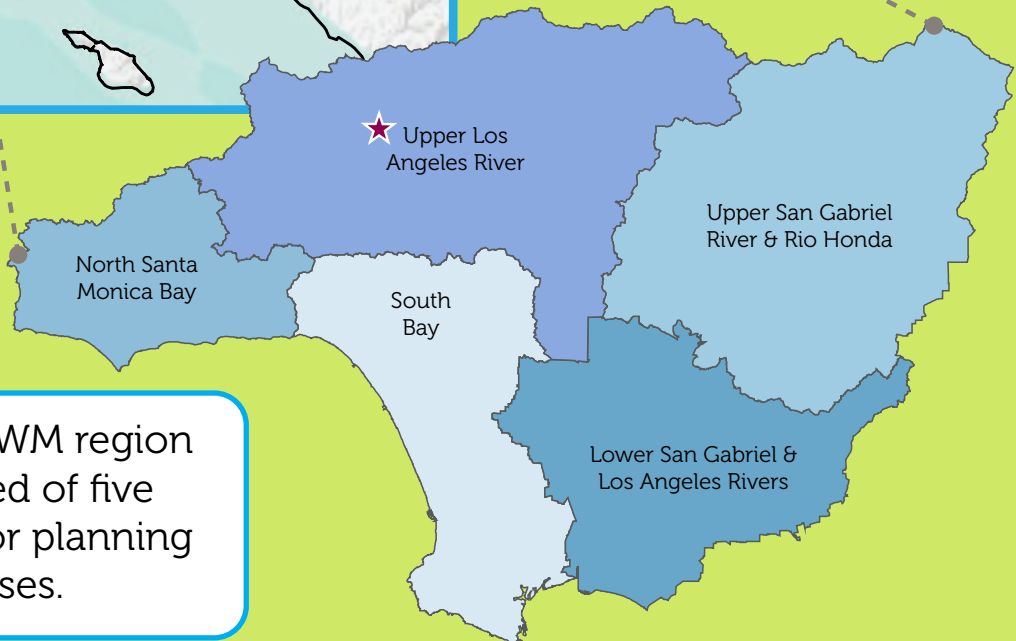 Upper Los
Angeles River
Upper San Gabriel
River & Rio Honda
North Santa
Monica Bay
South
Bay
Lower San Gabriel &
Los Angeles Rivers
WM region
ed of five
or planning
ses.